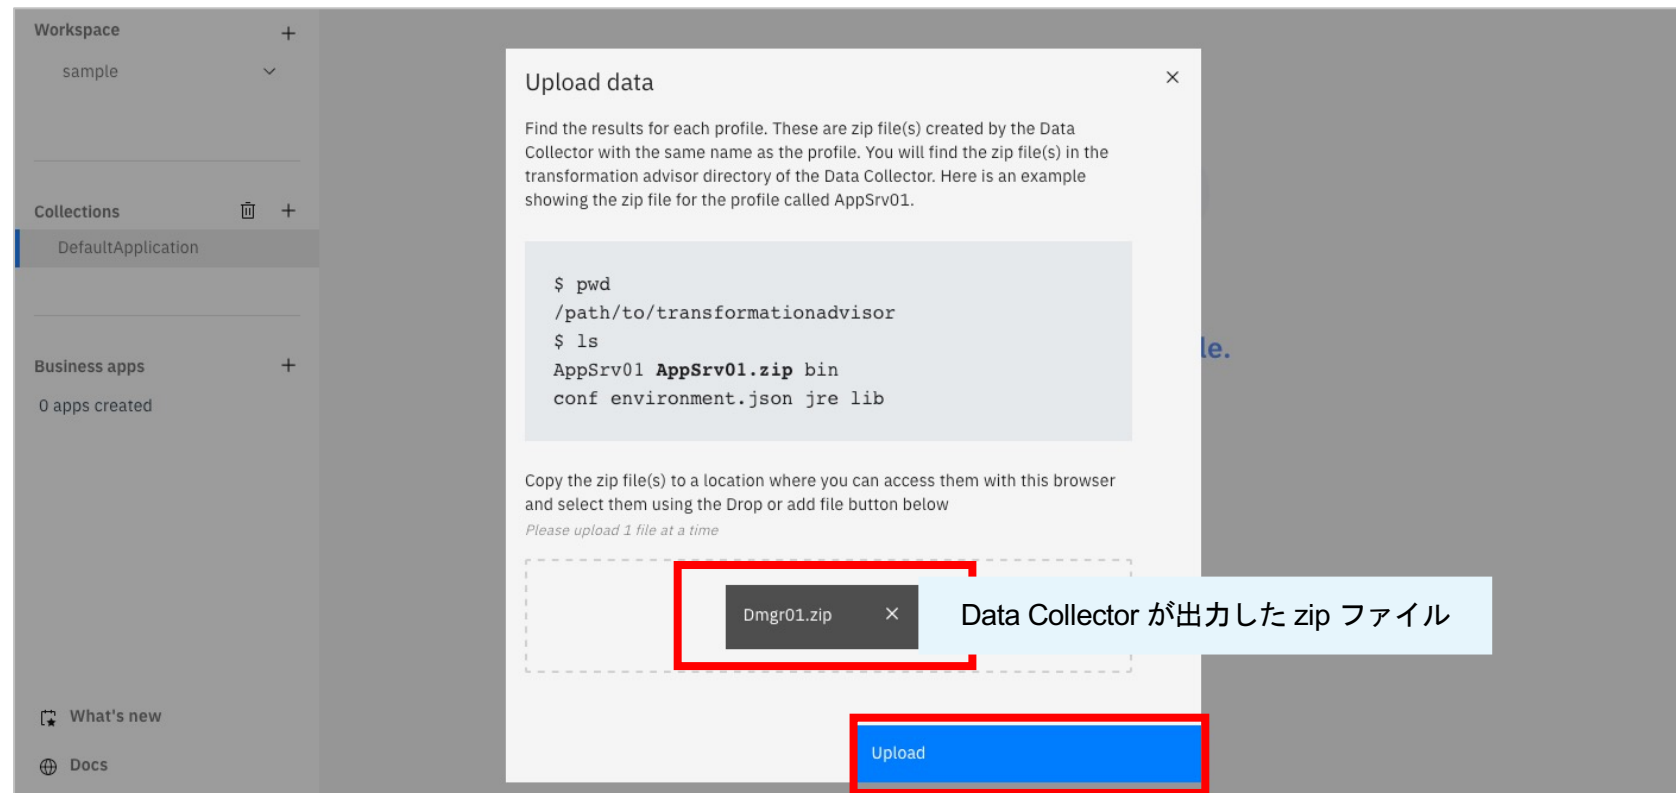 Workspace
sample
Collections
DefaultApplication
Business apps
0 apps created
What's new
Docs
Upload data
Find the results for each profile. These are zip file(s) created by the Data
Collector with the same name as the profile. You will find the zip file(s) in the
transformation advisor directory of the Data Collector. Here is an example
showing the zip file for the profile called AppSrv01.
$ pwd
/path/to/transformationadvisor
$ ls
AppSrv01 AppSrv01.zip bin
conf environment.json jre lib
Copy the zip file(s) to a location where you can access them with this browser
and select them using the Drop or add file button below
Please upload 1 file at a time
Dmgr01.zip
Data Collector が出力した zip ファイル
Upload
le.